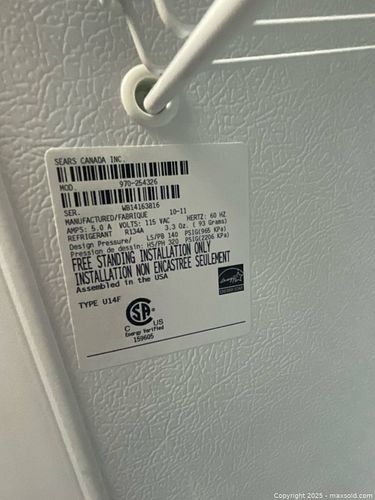 SEARS CANADA INC.
MOD. 970-254326
SER. WB14163816
MANUFACTURED/FABRIQUE 10-11
AMPS: 5.0 A VOLTS: 115 VAC HERTZ: 60 HZ
REFRIGERANT R134A 3.3 Oz. ( 93 Grams)
Design Pressure/ LS/PB 140 PSIG(965 KPa)
Pression de dessin: HS/PH 320 PSIG(2206 KPa)
FREE STANDING INSTALLATION ONLY
INSTALLATION NON ENCASTREE SEULEMENT
Assembled in the USA
TYPE U14F
C US
Energy Verified
159605
Copyright © 2025 - maxsold.com